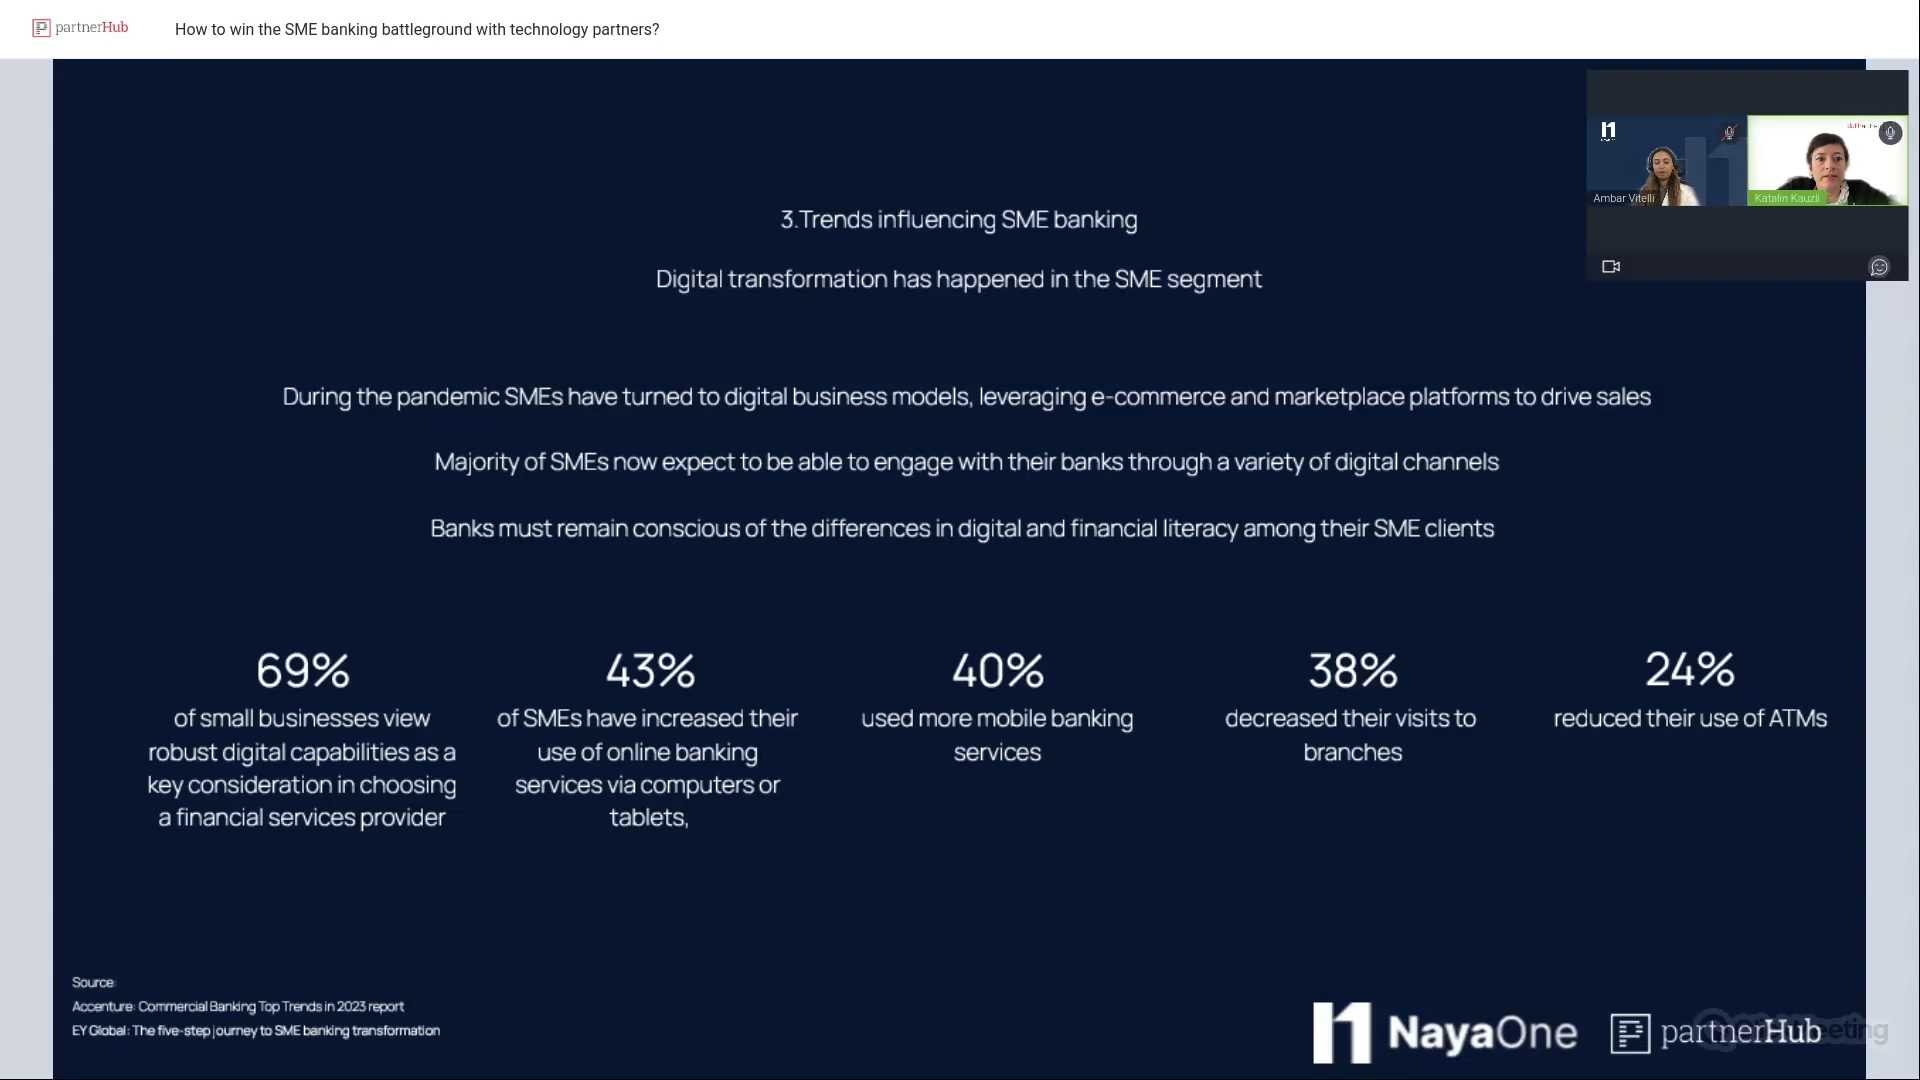 partnerHub
How to win the SME banking battleground with technology partners?
Ambar Vitelli
Katalin Kauzli
3.Trends influencing SME banking
Digital transformation has happened in the SME segment
During the pandemic SMEs have turned to digital business models, leveraging e-commerce and marketplace platforms to drive sales
Majority of SMEs now expect to be able to engage with their banks through a variety of digital channels
Banks must remain conscious of the differences in digital and financial literacy among their SME clients
69%
of small businesses view
robust digital capabilities as a
key consideration in choosing
a financial services provider
43%
of SMEs have increased their
use of online banking
services via computers or
tablets,
40%
used more mobile banking
services
38%
decreased their visits to
branches
24%
reduced their use of ATMs
Source:
Accenture: Commercial Banking Top Trends in 2023 report
EY Global: The five-step journey to SME banking transformation
NayaOne
partnerHub